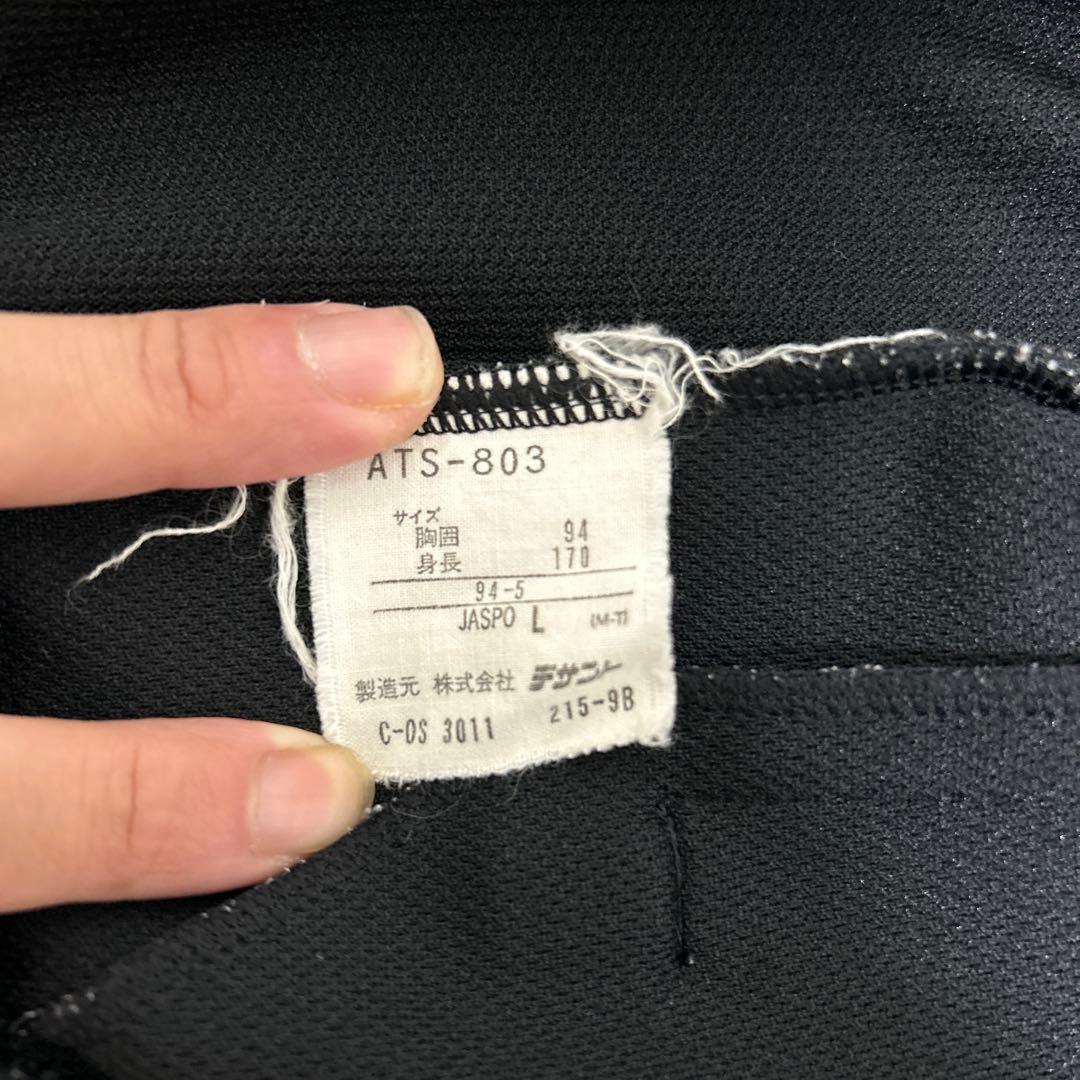 ATS-803
サイズ
胸囲 94
身長 170
94-5
JASPO L (M-T)
製造元 株式会社 デサント
C-OS 3011 215-9B